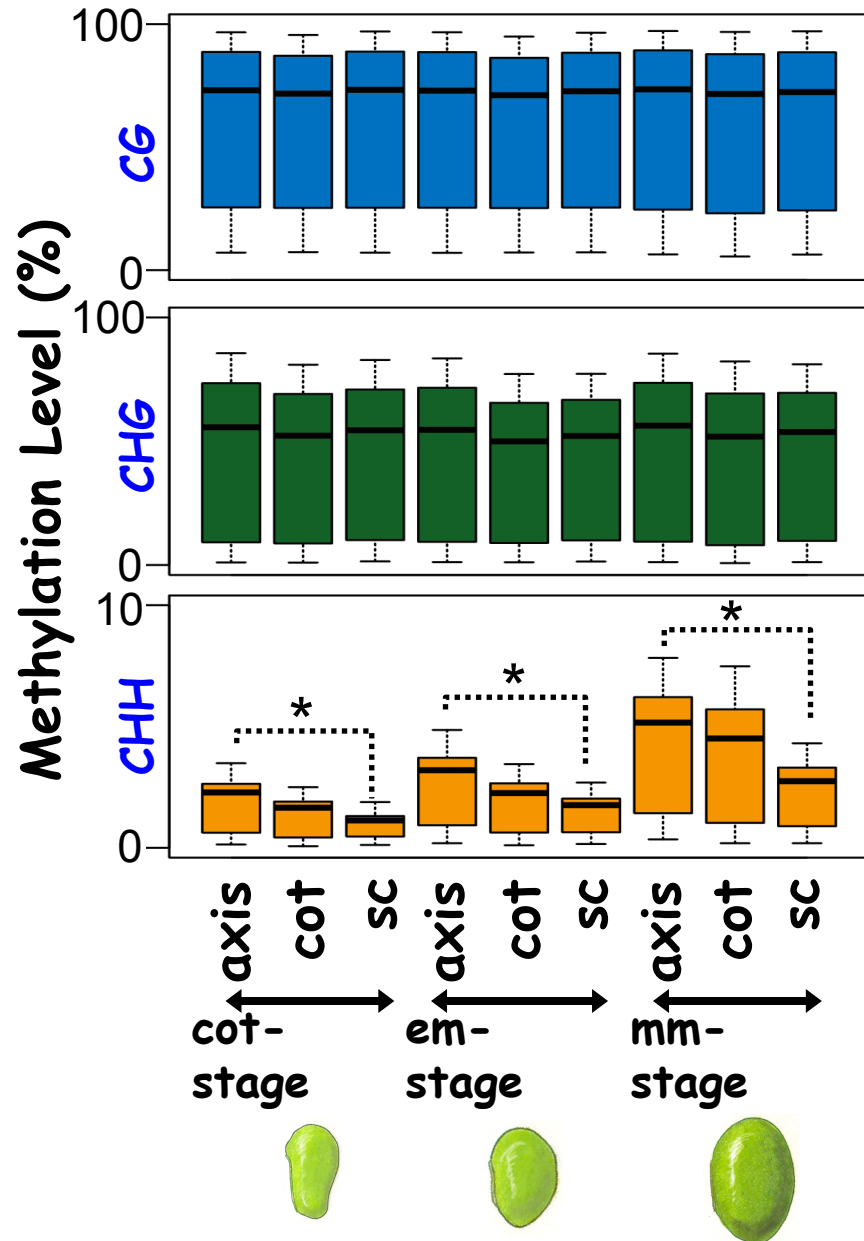 Methylation Level (%)
100
CG
0
100
CHG
0
10
CHH
0
*
*
*
axis
cot
sc
axis
cot
sc
axis
cot
sc
cot-
stage
em-
stage
mm-
stage